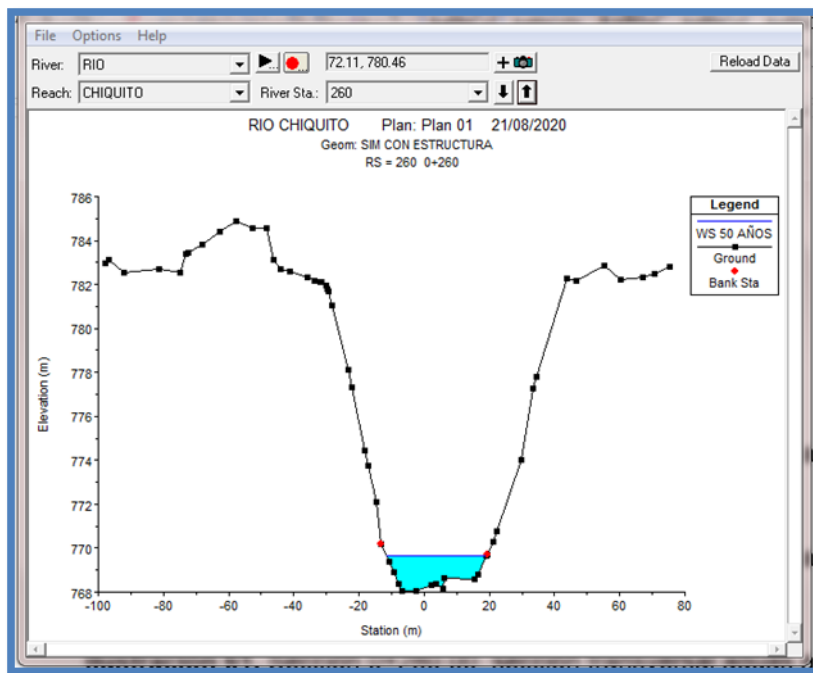 File Options Help
River: RIO 72.11, 780.46 Reload Data
Reach: CHIQUITO River Sta.: 260
RIO CHIQUITO Plan: Plan 01 21/08/2020
Geom: SIM CON ESTRUCTURA
RS = 260 0+260
Legend
WS 50 AÑOS
Ground
Bank Sta
Elevation (m)
786
784
782
780
778
776
774
772
770
768
-100 -80 -60 -40 -20 0 20 40 60 80
Station (m)